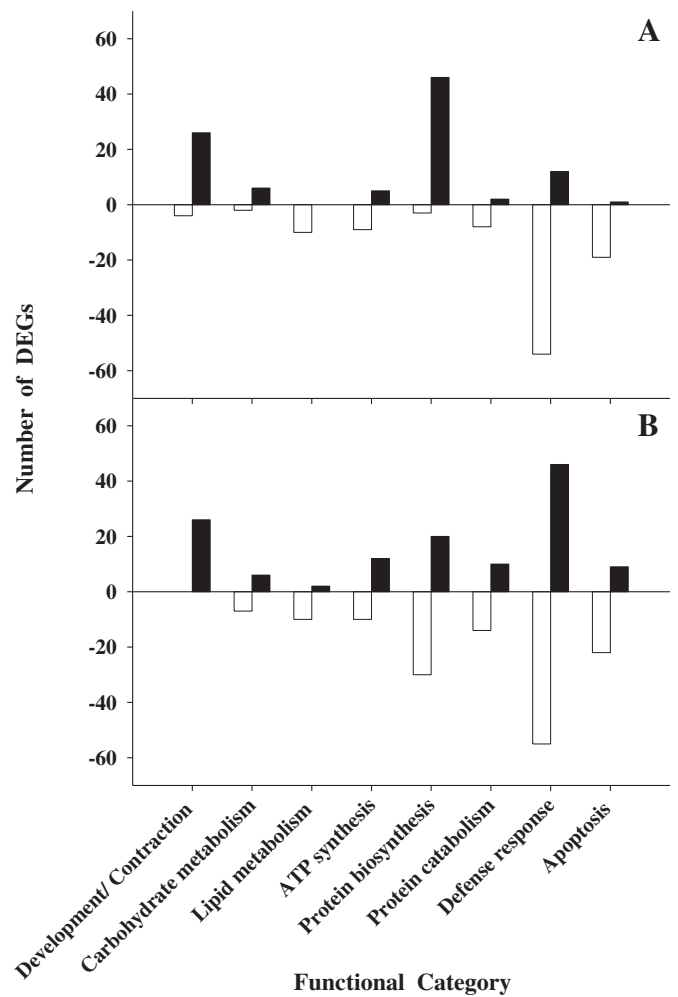 A
60
40
20
0
-20
-40
-60
B
60
40
20
0
-20
-40
-60
Number of DEGs
Development/ Contraction
Carbohydrate metabolism
Lipid metabolism
ATP synthesis
Protein biosynthesis
Protein catabolism
Defense response
Apoptosis
Functional Category